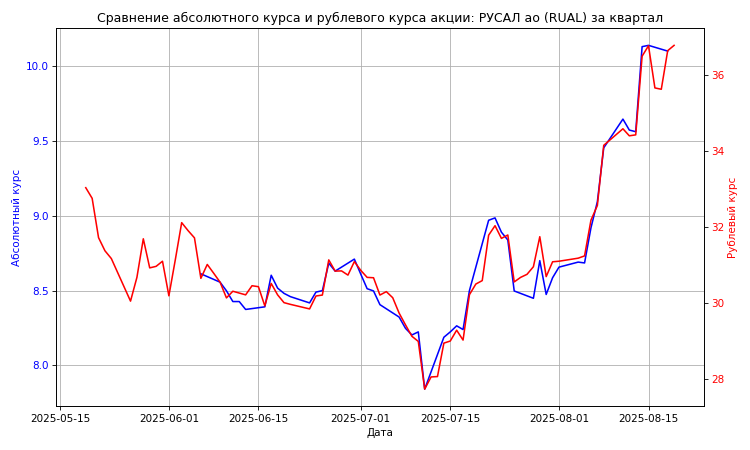 Сравнение абсолютного курса и рублевого курса акции: РУСАЛ ао (RUAL) за квартал
Абсолютный курс
10.0
9.5
9.0
8.5
8.0
36
34
32
30
28
Рублевый курс
2025-05-15 2025-06-01 2025-06-15 2025-07-01 2025-07-15 2025-08-01 2025-08-15
Дата